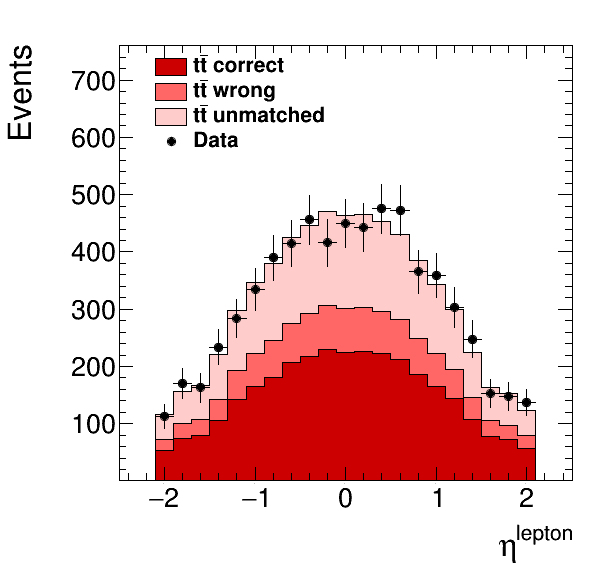 Events
700
600
500
400
300
200
100
tt̅ correct
tt̅ wrong
tt̅ unmatched
Data
−2 −1 0 1 2
η^lepton